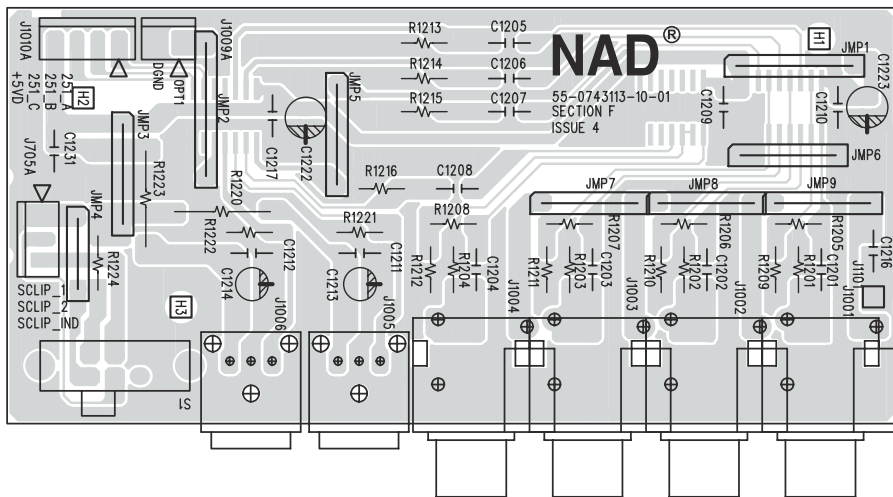 J1010A
+5VD
251_C
251_B
251_A
H2
DGND
OPT1
J1009A
JMP2
JMP3
JMP5
R1213
C1205
R1214
C1206
R1215
C1207
NAD®
55-0743113-10-01
SECTION F
ISSUE 4
H1
JMP1
C1223
C1209
C1210
JMP6
J705A
C1231
R1223
R1220
R1222
C1217
C1222
R1216
C1208
R1208
R1221
JMP7
JMP8
JMP9
JMP4
R1224
C1214
C1212
C1213
C1211
R1212
R1204
C1204
R1211
R1203
C1203
R1207
R1210
R1202
C1202
R1206
R1209
R1201
C1201
R1205
C1216
J1101
SCLIP_1
SCLIP_2
SCLIP_IND
H3
J1006
J1005
J1004
J1003
J1002
J1001
S1